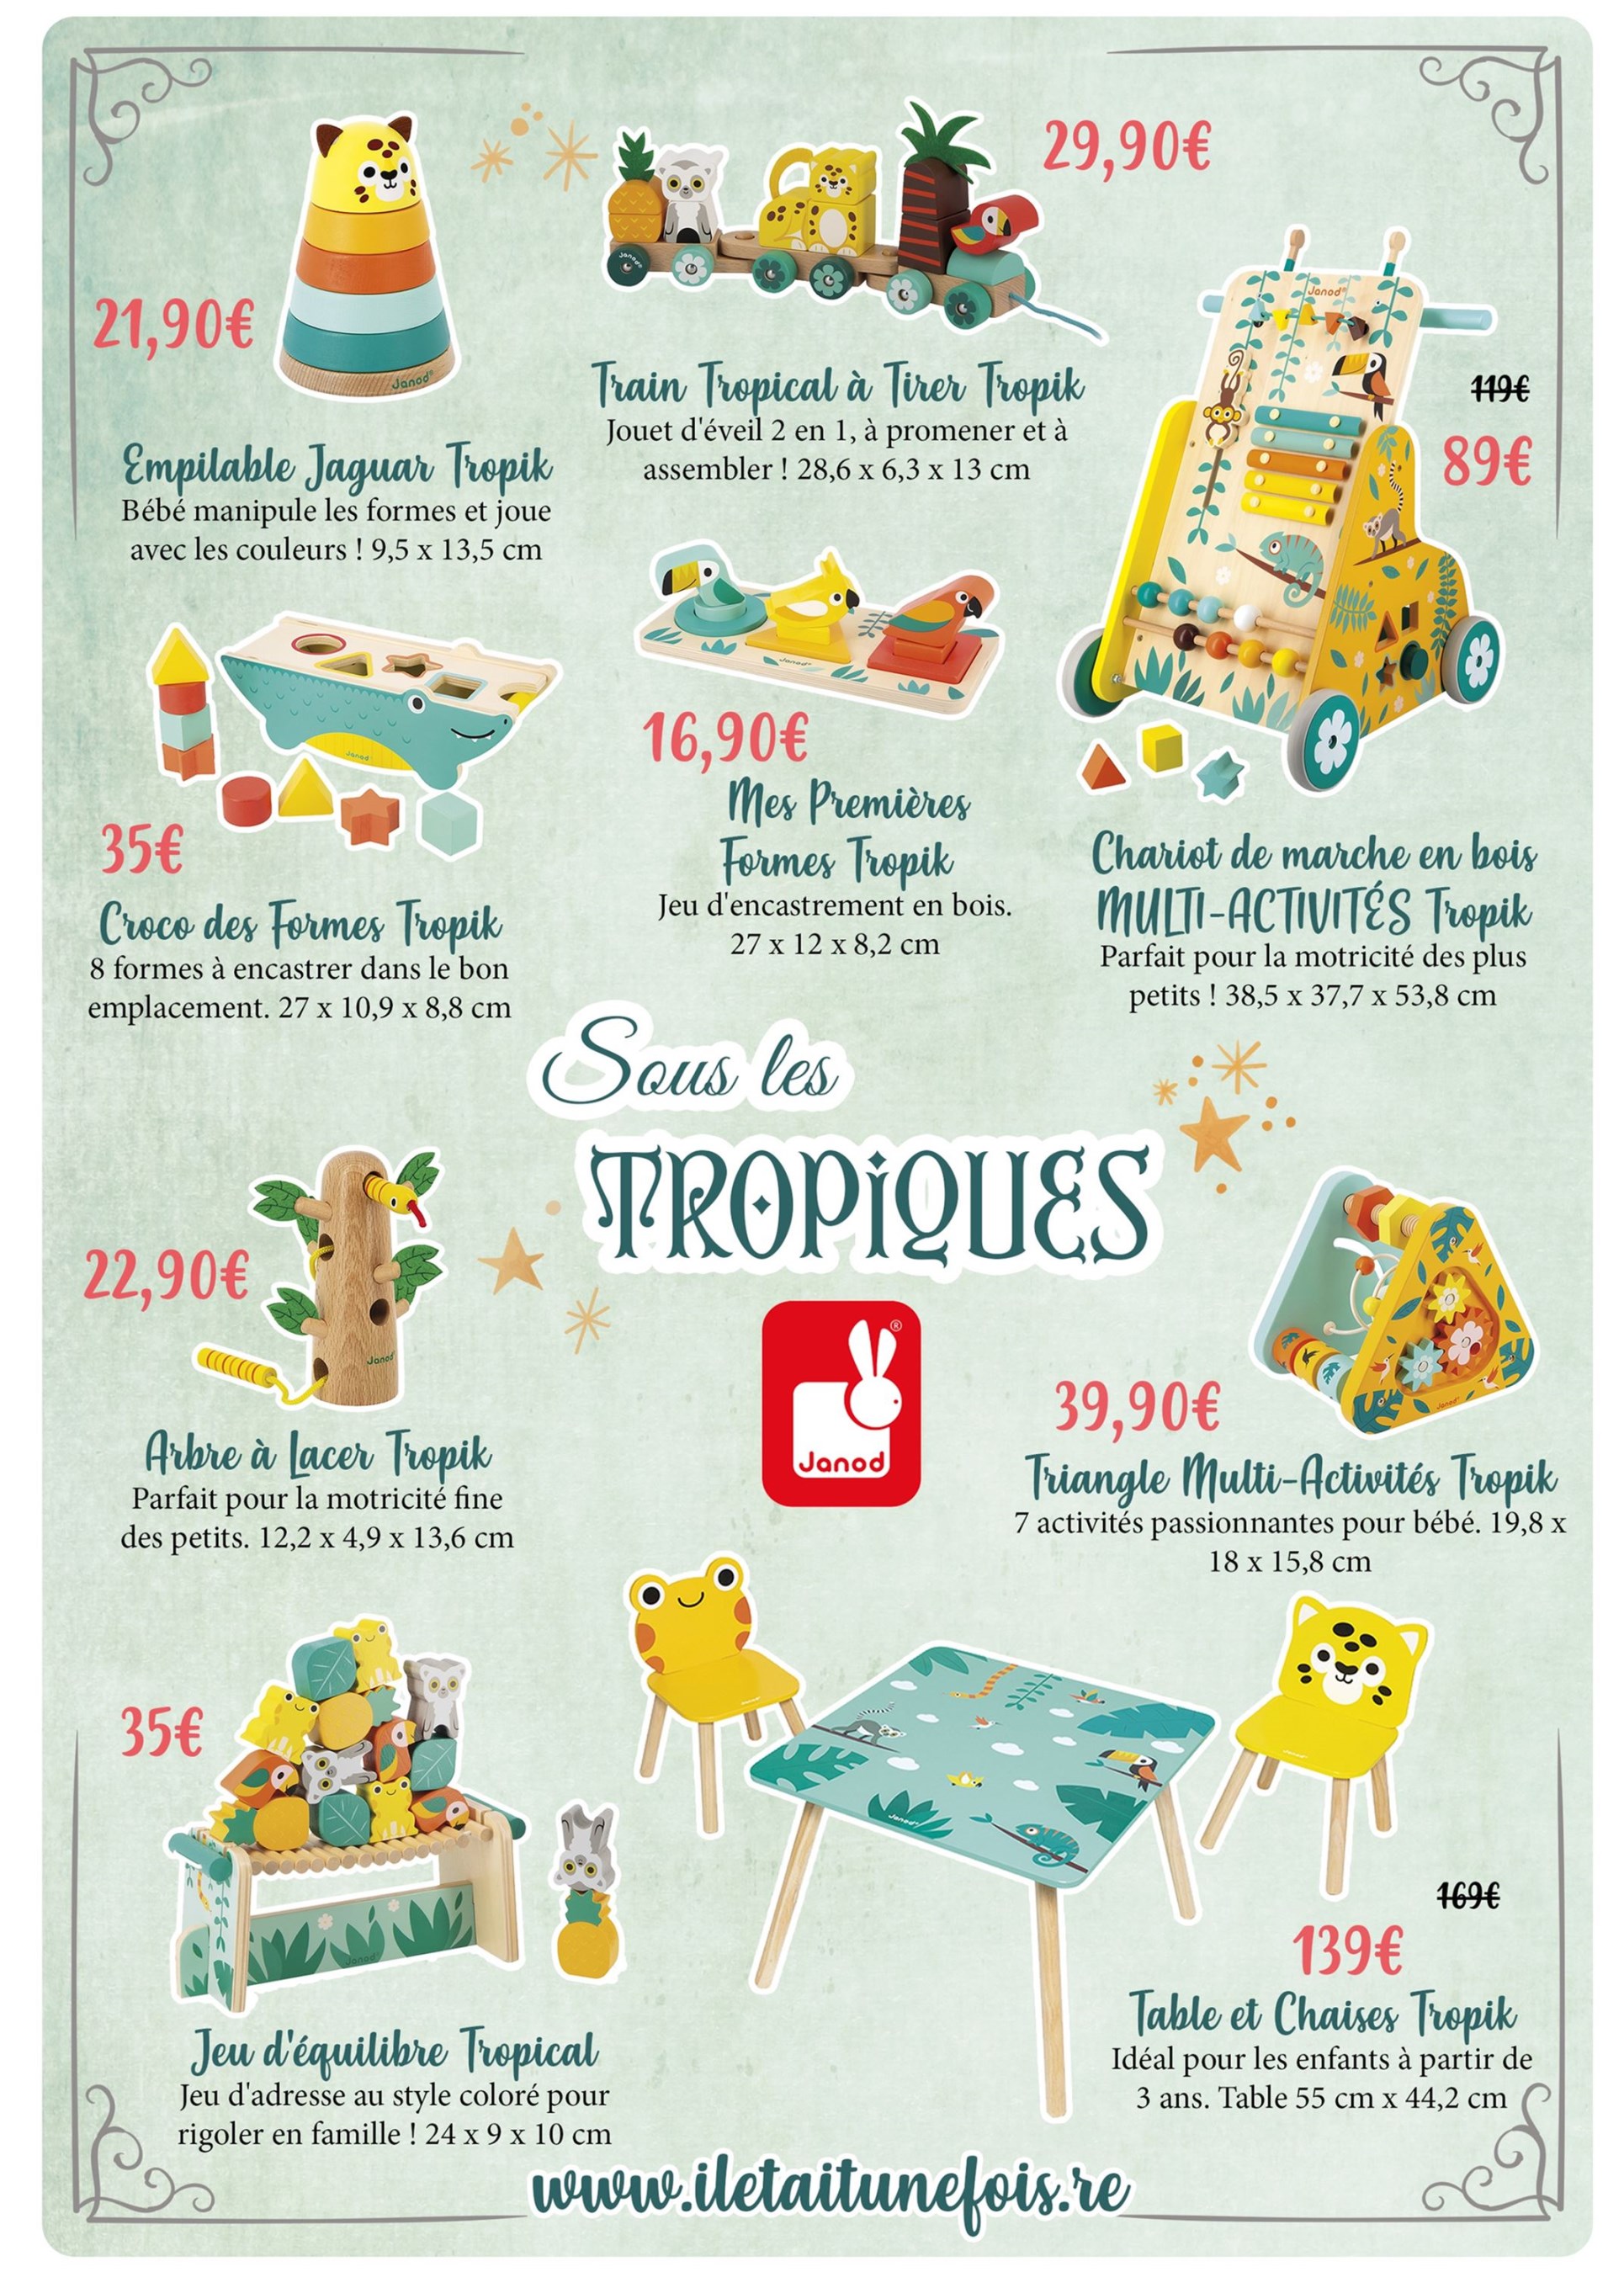 21,90€
Empilable Jaguar Tropik
Bébé manipule les formes et joue
avec les couleurs ! 9,5 x 13,5 cm
29,90€
Train Tropical à Tirer Tropik
Jouet d'éveil 2 en 1, à promener et à
assembler ! 28,6 x 6,3 x 13 cm
119€
89€
Chariot de marche en bois
MULTI-ACTIVITÉS Tropik
Parfait pour la motricité des plus
petits ! 38,5 x 37,7 x 53,8 cm
35€
Croco des Formes Tropik
8 formes à encastrer dans le bon
emplacement. 27 x 10,9 x 8,8 cm
16,90€
Mes Premières
Formes Tropik
Jeu d'encastrement en bois.
27 x 12 x 8,2 cm
Sous les
TROPiQUES
Janod
®
22,90€
Arbre à Lacer Tropik
Parfait pour la motricité fine
des petits. 12,2 x 4,9 x 13,6 cm
39,90€
Triangle Multi-Activités Tropik
7 activités passionnantes pour bébé. 19,8 x
18 x 15,8 cm
35€
Jeu d'équilibre Tropical
Jeu d'adresse au style coloré pour
rigoler en famille ! 24 x 9 x 10 cm
169€
139€
Table et Chaises Tropik
Idéal pour les enfants à partir de
3 ans. Table 55 cm x 44,2 cm
www.iletaitunefois.re